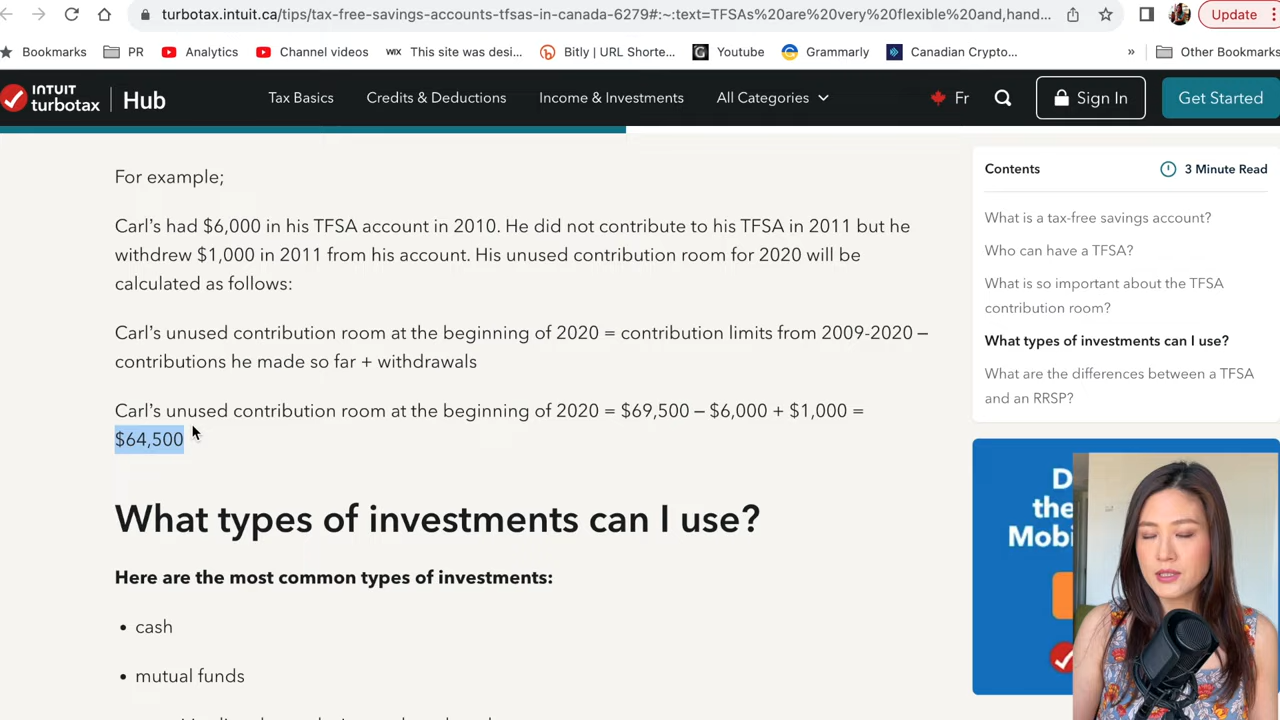 turbotax.intuit.ca/tips/tax-free-savings-accounts-tfsas-in-canada-6279#:~:text=TFSAs%20are%20very%20flexible%20and,hand...
Update
Bookmarks
PR
Analytics
Channel videos
WIX This site was desi...
Bitly | URL Shorte...
Youtube
Grammarly
Canadian Crypto...
»
Other Bookmarks
INTUIT
turbotax
Hub
Tax Basics
Credits & Deductions
Income & Investments
All Categories
Fr
Sign In
Get Started
For example;
Carl's had $6,000 in his TFSA account in 2010. He did not contribute to his TFSA in 2011 but he
withdrew $1,000 in 2011 from his account. His unused contribution room for 2020 will be
calculated as follows:
Carl's unused contribution room at the beginning of 2020 = contribution limits from 2009-2020 –
contributions he made so far + withdrawals
Carl's unused contribution room at the beginning of 2020 = $69,500 – $6,000 + $1,000 =
$64,500
What types of investments can I use?
Here are the most common types of investments:
• cash
• mutual funds
Contents
3 Minute Read
What is a tax-free savings account?
Who can have a TFSA?
What is so important about the TFSA
contribution room?
What types of investments can I use?
What are the differences between a TFSA
and an RRSP?
the